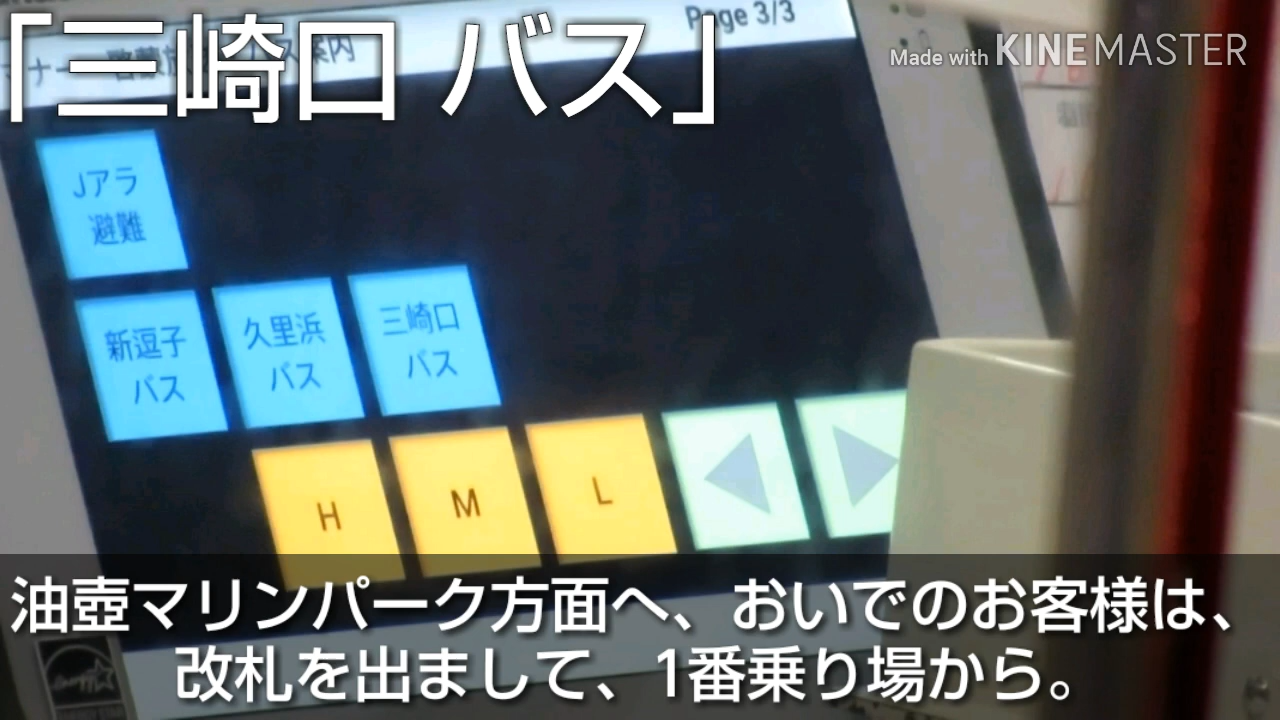 「三崎口 バス」
Page 3/3
Made with KINEMASTER
案内
Jアラ
避難
新逗子
バス
久里浜
バス
三崎口
バス
H
M
L
油壺マリンパーク方面へ、おいでのお客様は、
改札を出まして、1番乗り場から。